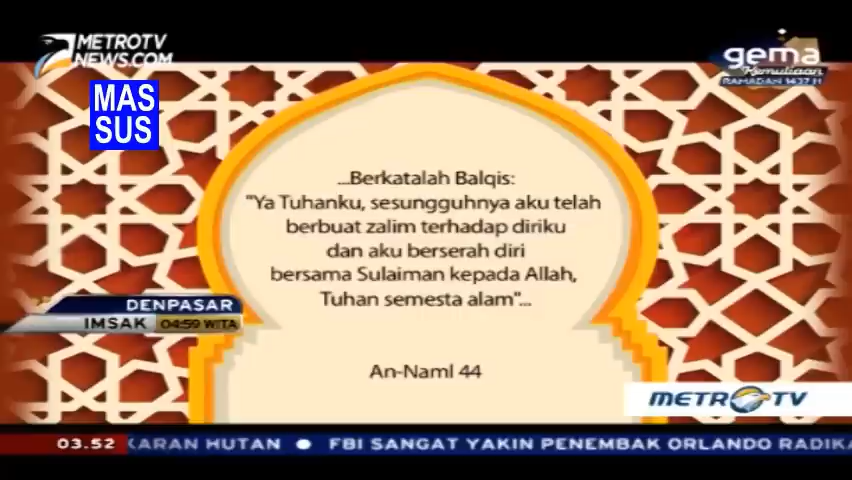 METROTV
NEWS.COM
gema
Kemuliaan
RAMADAN 1437 H
MAS
SUS
...Berkatalah Balqis:
"Ya Tuhanku, sesungguhnya aku telah
berbuat zalim terhadap diriku
dan aku berserah diri
bersama Sulaiman kepada Allah,
Tuhan semesta alam"...
An-Naml 44
DENPASAR
IMSAK 04:59 WITA
METRO TV
03.52 KARAN HUTAN ● FBI SANGAT YAKIN PENEMBAK ORLANDO RADIKA